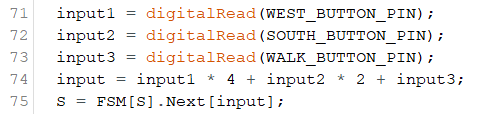 71 input1 = digitalRead(WEST_BUTTON_PIN);
72 input2 = digitalRead(SOUTH_BUTTON_PIN);
73 input3 = digitalRead(WALK_BUTTON_PIN);
74 input = input1 * 4 + input2 * 2 + input3;
75 S = FSM[S].Next[input];